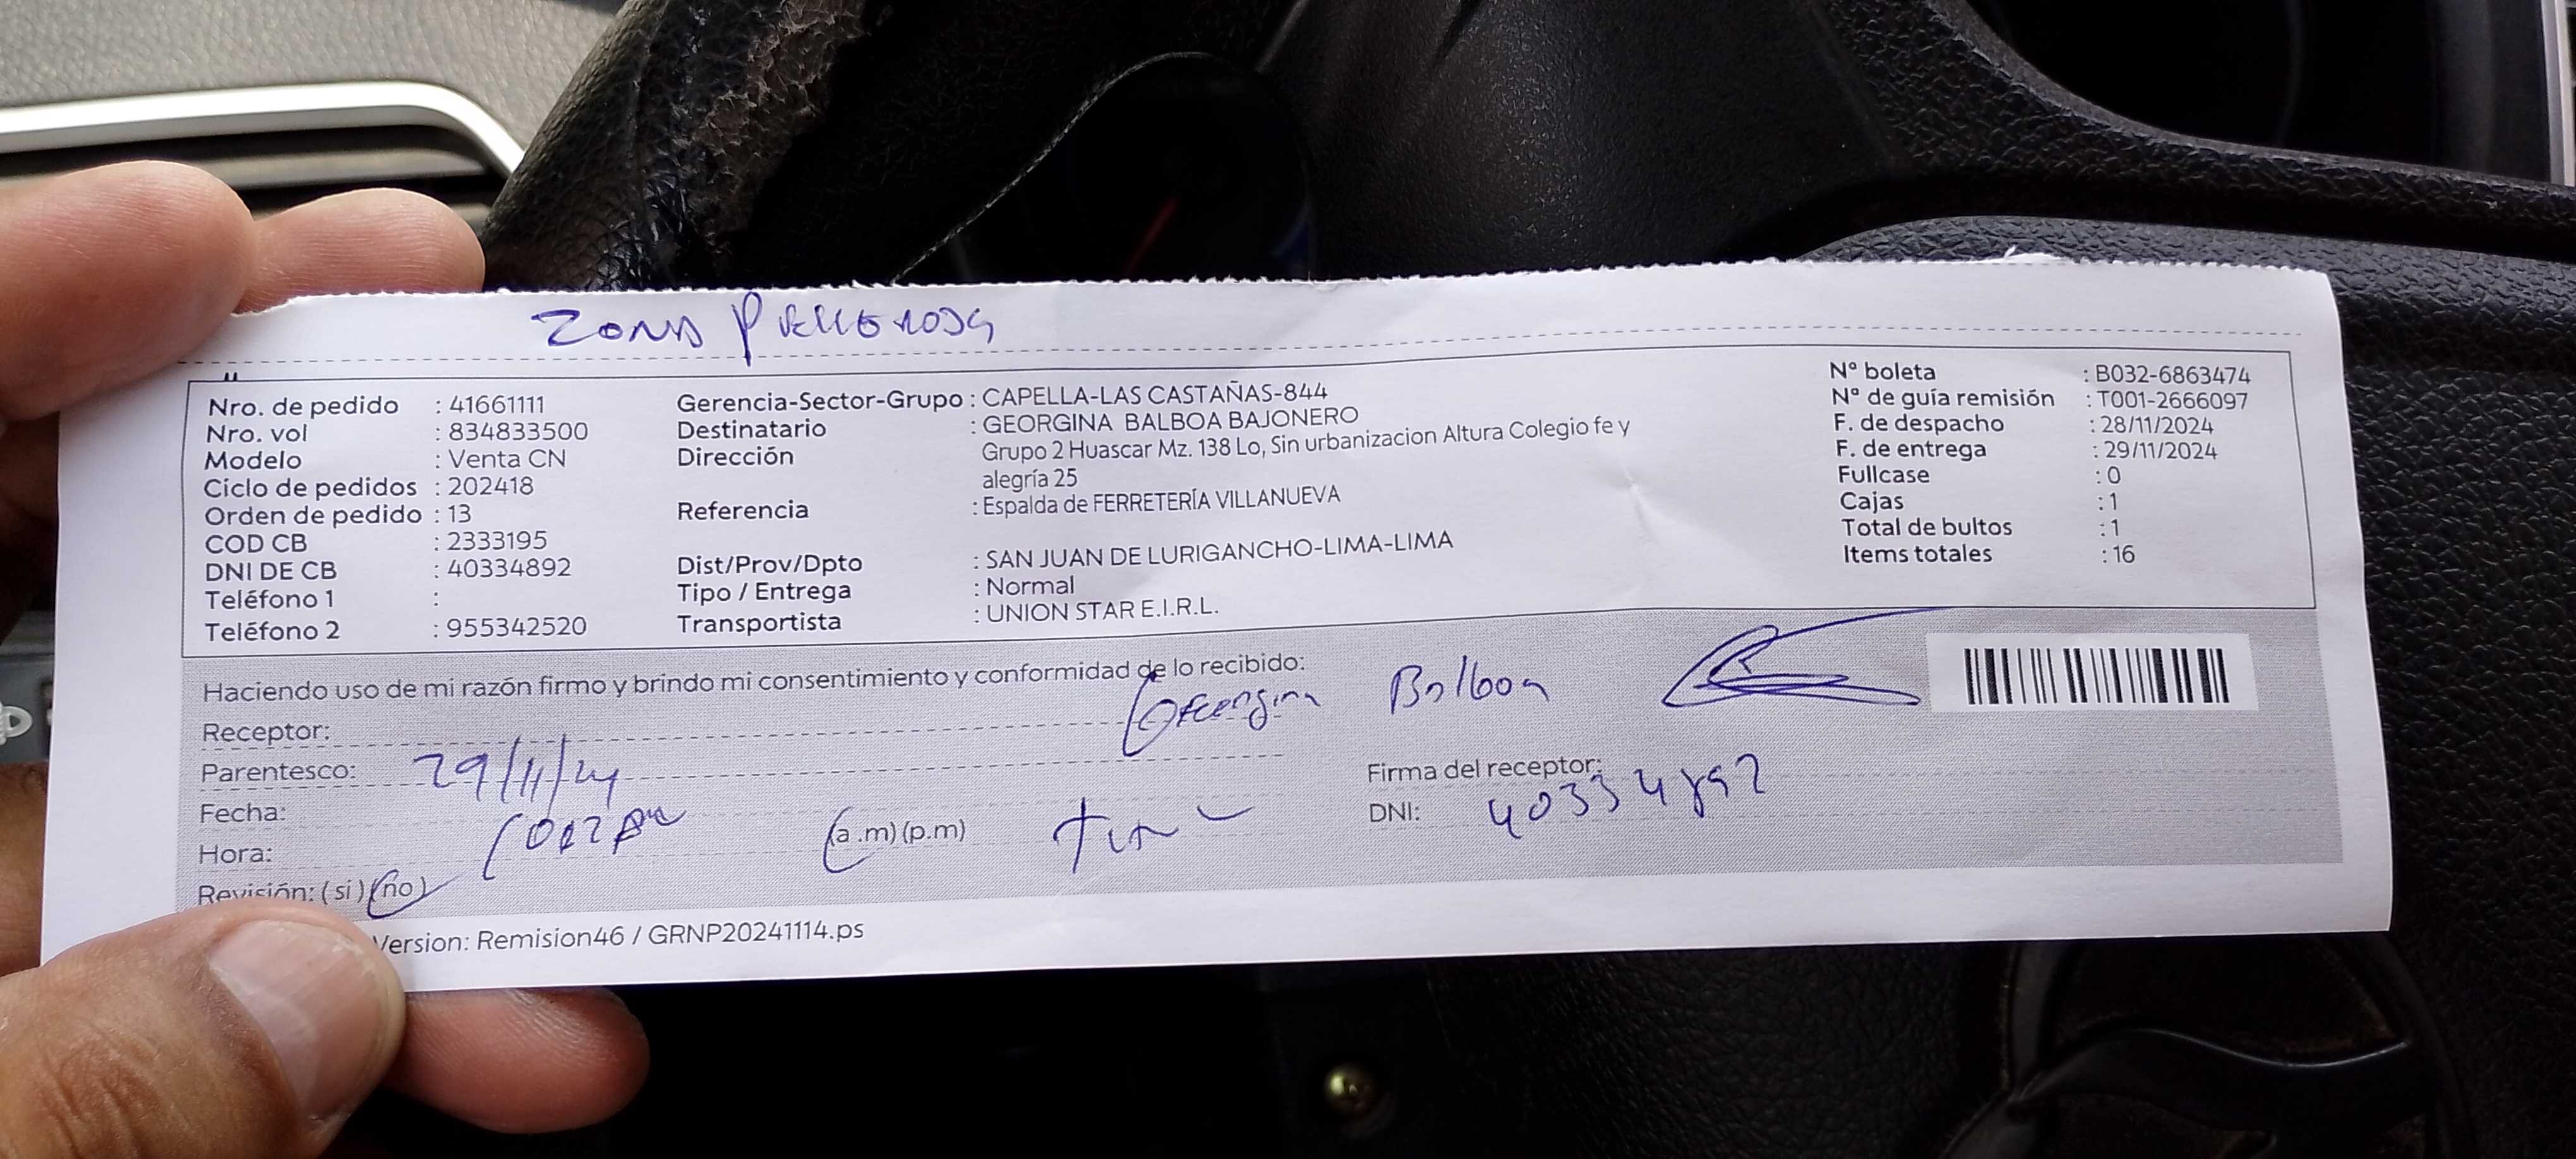 ZONA PELIGROSA
Nro. de pedido : 41661111
Nro. vol : 834833500
Modelo : Venta CN
Ciclo de pedidos : 202418
Orden de pedido : 13
COD CB : 2333195
DNI DE CB : 40334892
Teléfono 1 :
Teléfono 2 : 955342520
Gerencia-Sector-Grupo : CAPELLA-LAS CASTAÑAS-844
Destinatario : GEORGINA BALBOA BAJONERO
Dirección Grupo 2 Huascar Mz. 138 Lo, Sin urbanizacion Altura Colegio fe y
alegría 25
Referencia : Espalda de FERRETERÍA VILLANUEVA
Dist/Prov/Dpto : SAN JUAN DE LURIGANCHO-LIMA-LIMA
Tipo / Entrega : Normal
Transportista : UNION STAR E.I.R.L.
Nº boleta : B032-6863474
Nº de guía remisión : T001-2666097
F. de despacho : 28/11/2024
F. de entrega : 29/11/2024
Fullcase : 0
Cajas : 1
Total de bultos : 1
Items totales : 16
Haciendo uso de mi razón firmo y brindo mi consentimiento y conformidad de lo recibido:
Receptor: Georgina Balboa
Parentesco:
Fecha: 29/11/24
Hora: (a .m) (p.m)
Revisión: ( si ) (no)
Firma del receptor:
DNI: 40334892
Version: Remision46 / GRNP20241114.ps